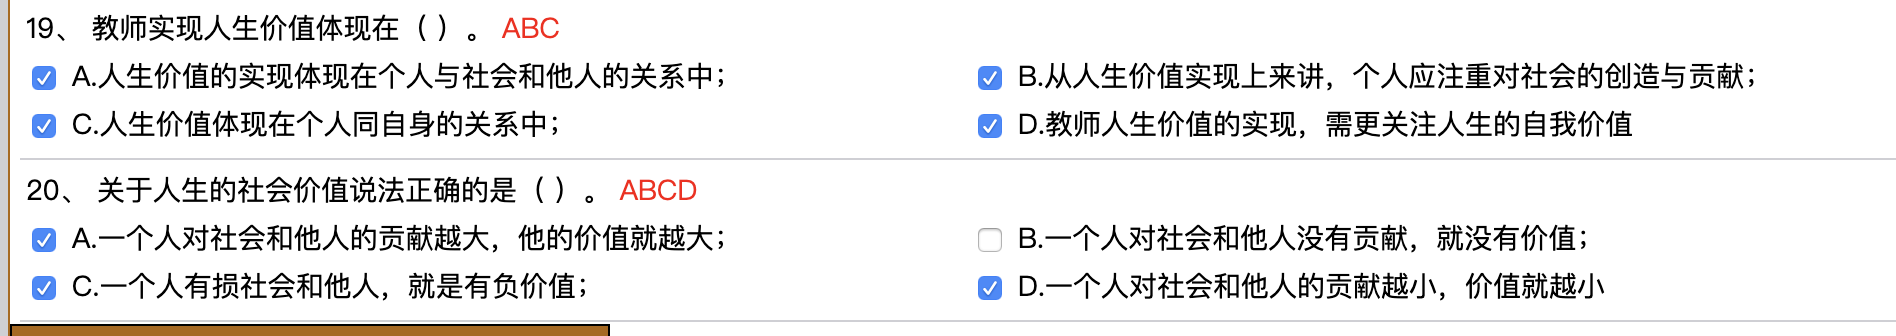 19、 教师实现人生价值体现在（ ）。 ABC
A.人生价值的实现体现在个人与社会和他人的关系中； B.从人生价值实现上来讲，个人应注重对社会的创造与贡献；
C.人生价值体现在个人同自身的关系中； D.教师人生价值的实现，需更关注人生的自我价值
20、 关于人生的社会价值说法正确的是（ ）。 ABCD
A.一个人对社会和他人的贡献越大，他的价值就越大； B.一个人对社会和他人没有贡献，就没有价值；
C.一个人有损社会和他人，就是有负价值； D.一个人对社会和他人的贡献越小，价值就越小